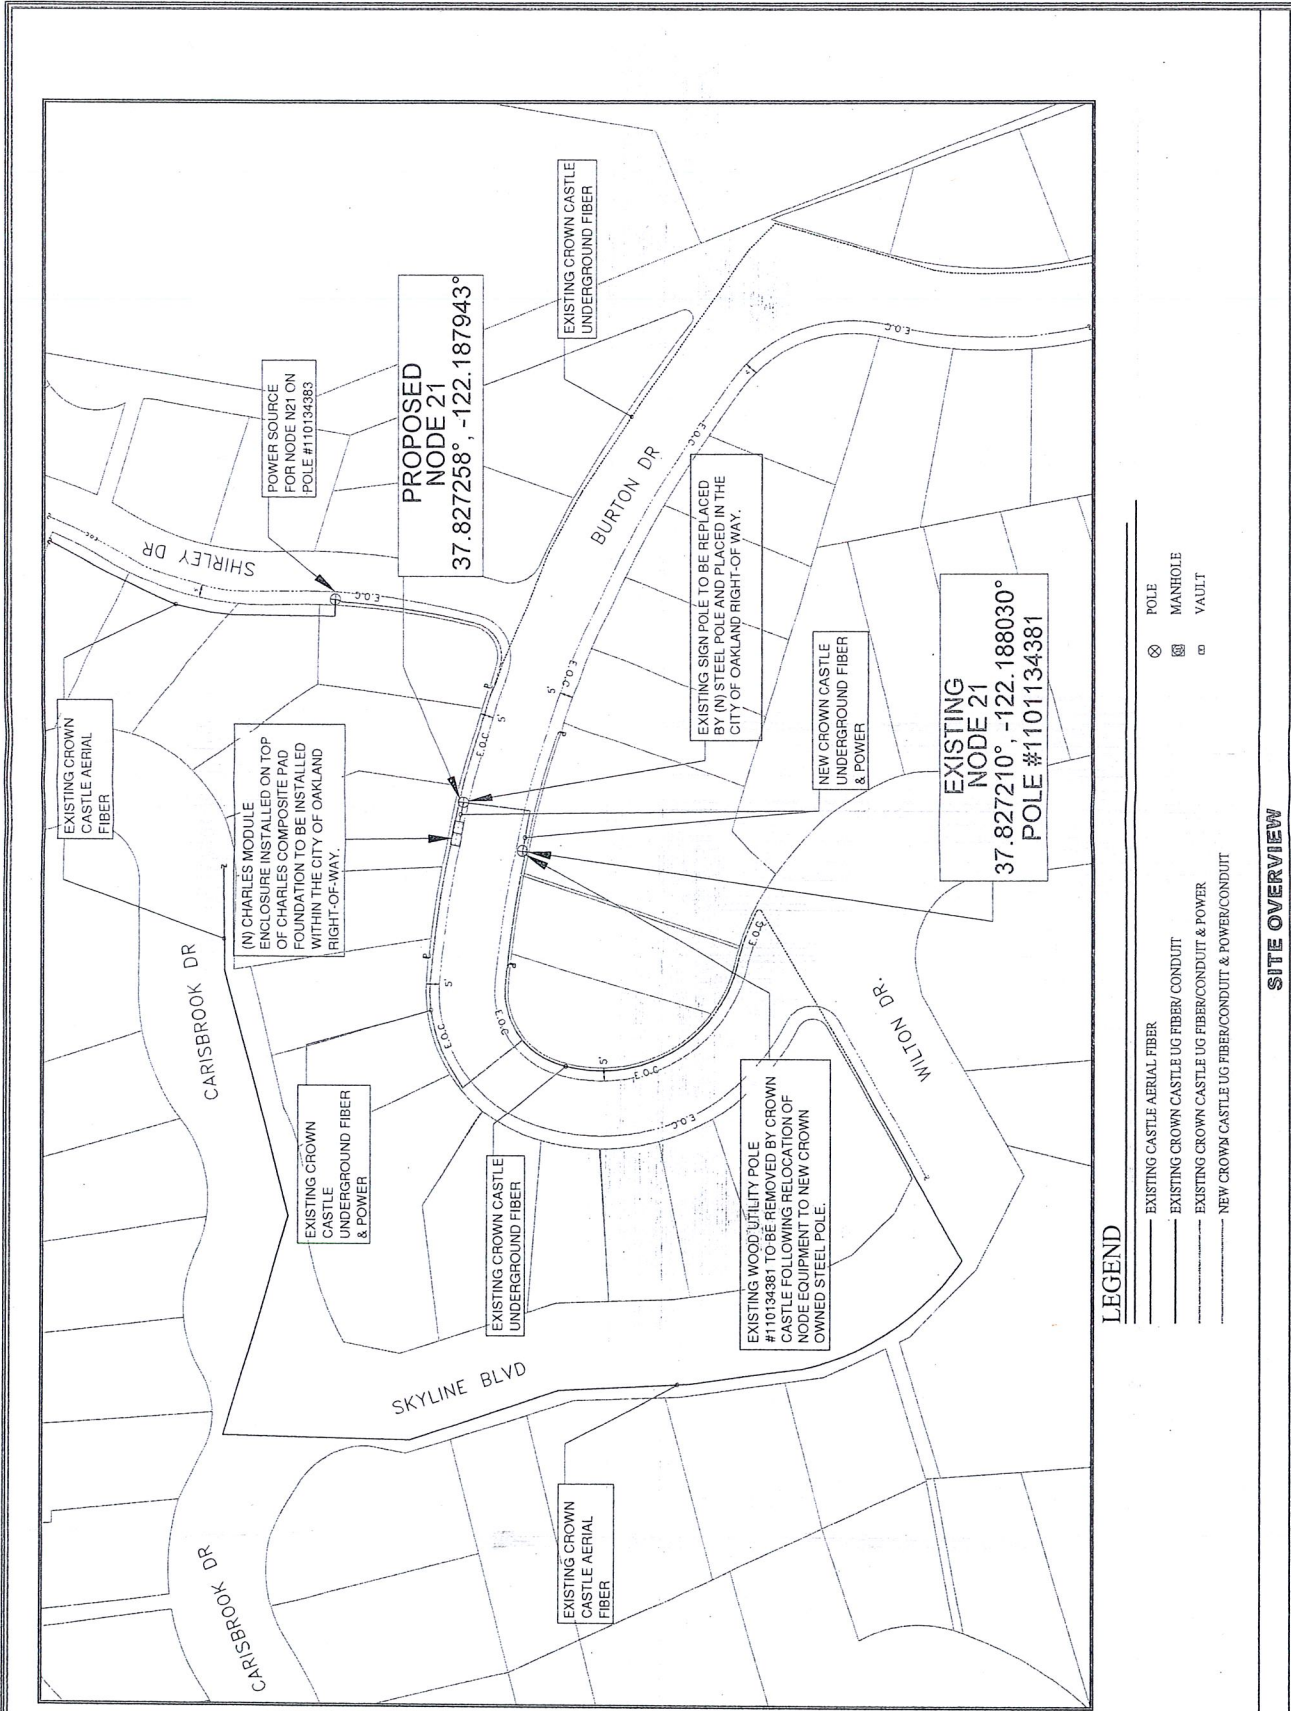 EXISTING CROWN
CASTLE AERIAL
FIBER
CARISBROOK DR
CARISBROOK DR
SKYLINE BLVD
SHIRLEY DR
BURTON DR
WILTON DR.
(N) CHARLES MODULE
ENCLOSURE INSTALLED ON TOP
OF CHARLES COMPOSITE PAD
FOUNDATION TO BE INSTALLED
WITHIN THE CITY OF OAKLAND
RIGHT-OF-WAY.
POWER SOURCE
FOR NODE N21 ON
POLE #110134383
PROPOSED
NODE 21
37.827258°, -122.187943°
EXISTING CROWN
CASTLE
UNDERGROUND FIBER
& POWER
EXISTING CROWN CASTLE
UNDERGROUND FIBER
EXISTING CROWN CASTLE
UNDERGROUND FIBER
EXISTING CROWN
CASTLE AERIAL
FIBER
EXISTING SIGN POLE TO BE REPLACED
BY (N) STEEL POLE AND PLACED IN THE
CITY OF OAKLAND RIGHT-OF WAY.
EXISTING WOOD UTILITY POLE
#110134381 TO BE REMOVED BY CROWN
CASTLE FOLLOWING RELOCATION OF
NODE EQUIPMENT TO NEW CROWN
OWNED STEEL POLE.
NEW CROWN CASTLE
UNDERGROUND FIBER
& POWER
EXISTING
NODE 21
37.827210°, -122.188030°
POLE #1101134381
E.O.C
E.O.C
E.O.C
E.O.C
E.O.C
E.O.C
E.O.C
E.O.C
E.O.C
E.O.C
E.O.C
5'
5'
5'
5'
LEGEND
EXISTING CASTLE AERIAL FIBER
EXISTING CROWN CASTLE UG FIBER/ CONDUIT
EXISTING CROWN CASTLE UG FIBER/CONDUIT & POWER
NEW CROWN CASTLE UG FIBER/CONDUIT & POWER/CONDUIT
POLE
MANHOLE
VAULT
SITE OVERVIEW